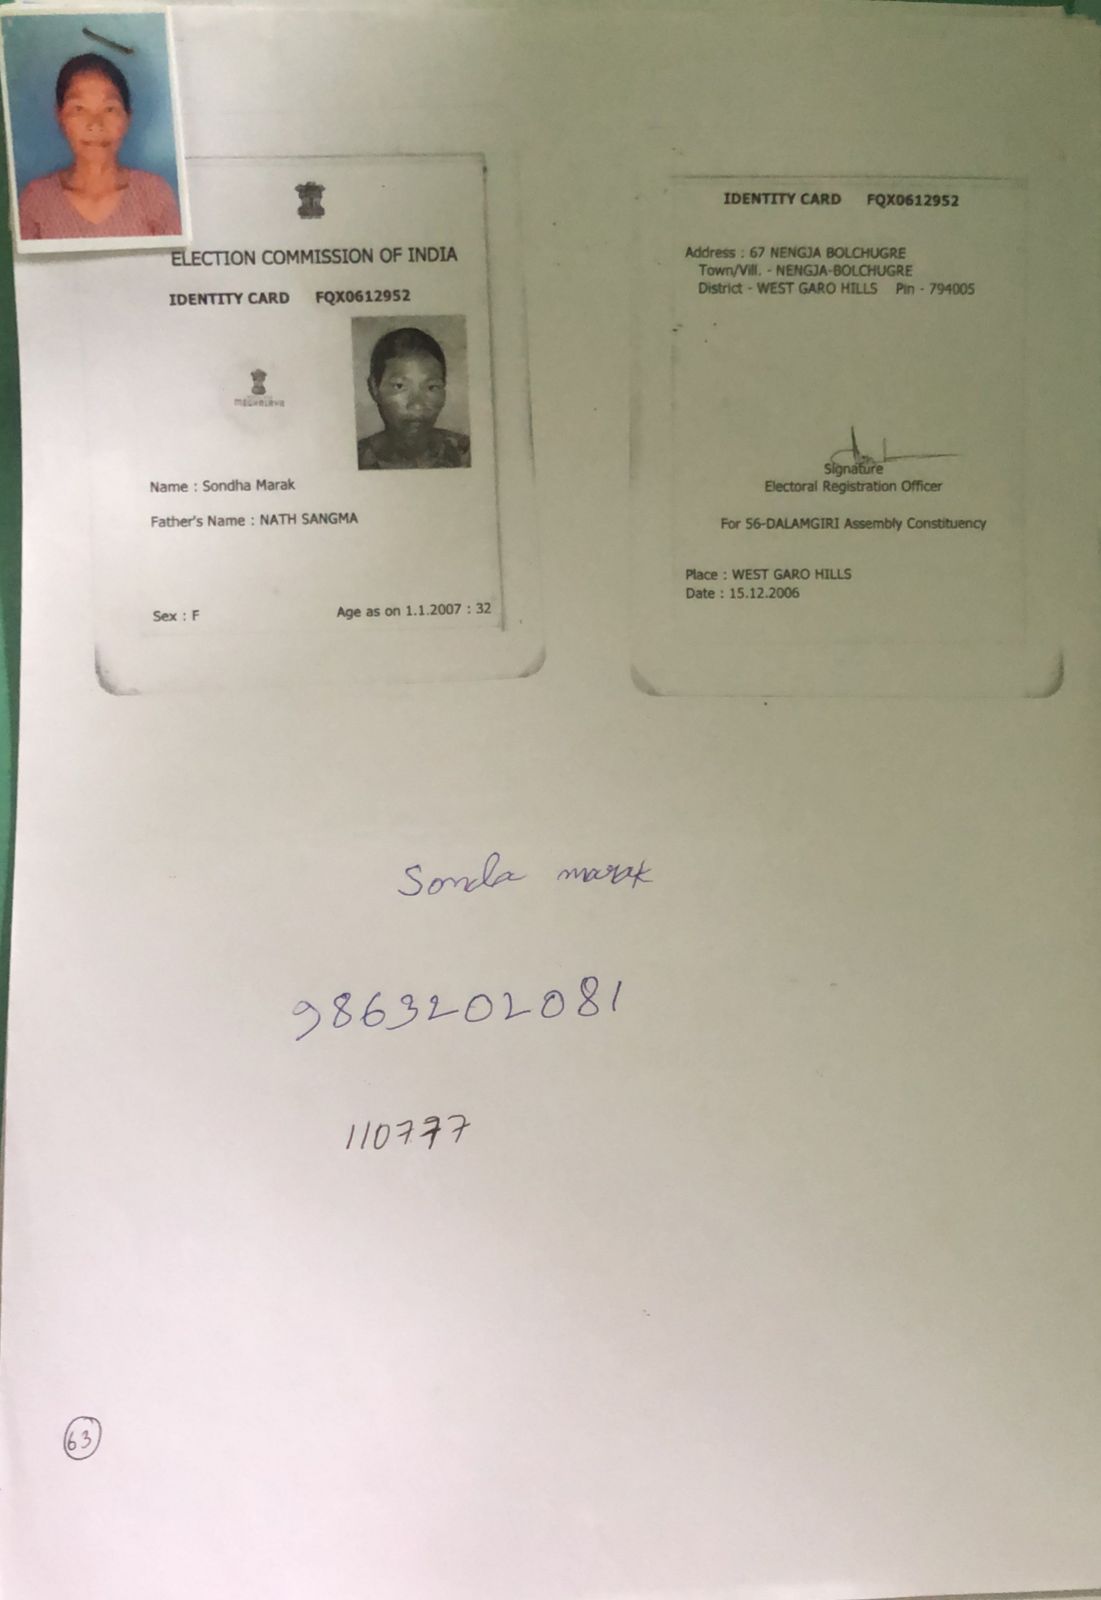 ELECTION COMMISSION OF INDIA
IDENTITY CARD FQX0612952
MEGHALAYA
Name : Sondha Marak
Father's Name : NATH SANGMA
Sex : F Age as on 1.1.2007 : 32
IDENTITY CARD FQX0612952
Address : 67 NENGJA BOLCHUGRE
Town/Vill. - NENGJA-BOLCHUGRE
District - WEST GARO HILLS Pin - 794005
Signature
Electoral Registration Officer
For 56-DALAMGIRI Assembly Constituency
Place : WEST GARO HILLS
Date : 15.12.2006
Sonda marak
9863202081
110777
63